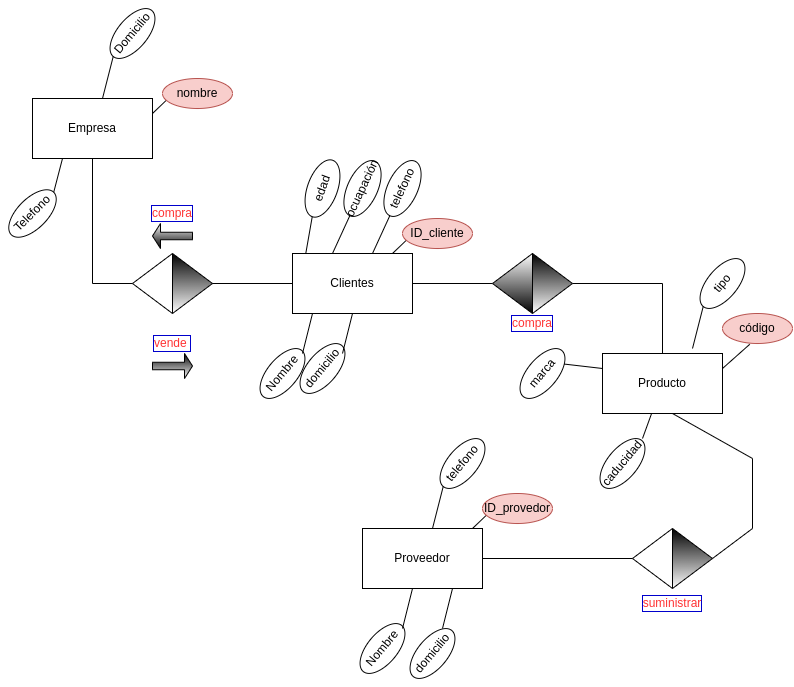 Domicilio
nombre
Empresa
Telefono
compra
vende
edad
ocuapación
telefono
ID_cliente
Clientes
Nombre
domicilio
compra
tipo
código
marca
Producto
caducidad
telefono
ID_provedor
Proveedor
suministrar
Nombre
domicilio